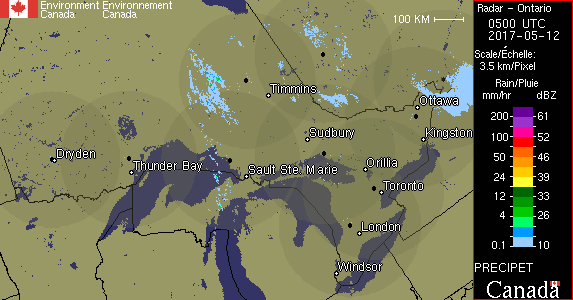 Environment Environnement
Canada Canada
100 KM
Timmins
Ottawa
Sudbury
Kingston
Dryden
Thunder Bay
Sault Ste. Marie
Orillia
Toronto
London
Windsor
Radar - Ontario
0500 UTC
2017-05-12
Scale/Échelle:
3.5 km/Pixel
Rain/Pluie
mm/hr dBZ
200 61
100 52
50 46
24 39
12 33
4 26
0.1 10
PRECIPET
Canada